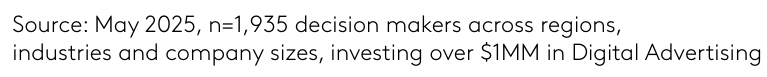 Source: May 2025, n=1,935 decision makers across regions,
industries and company sizes, investing over $1MM in Digital Advertising